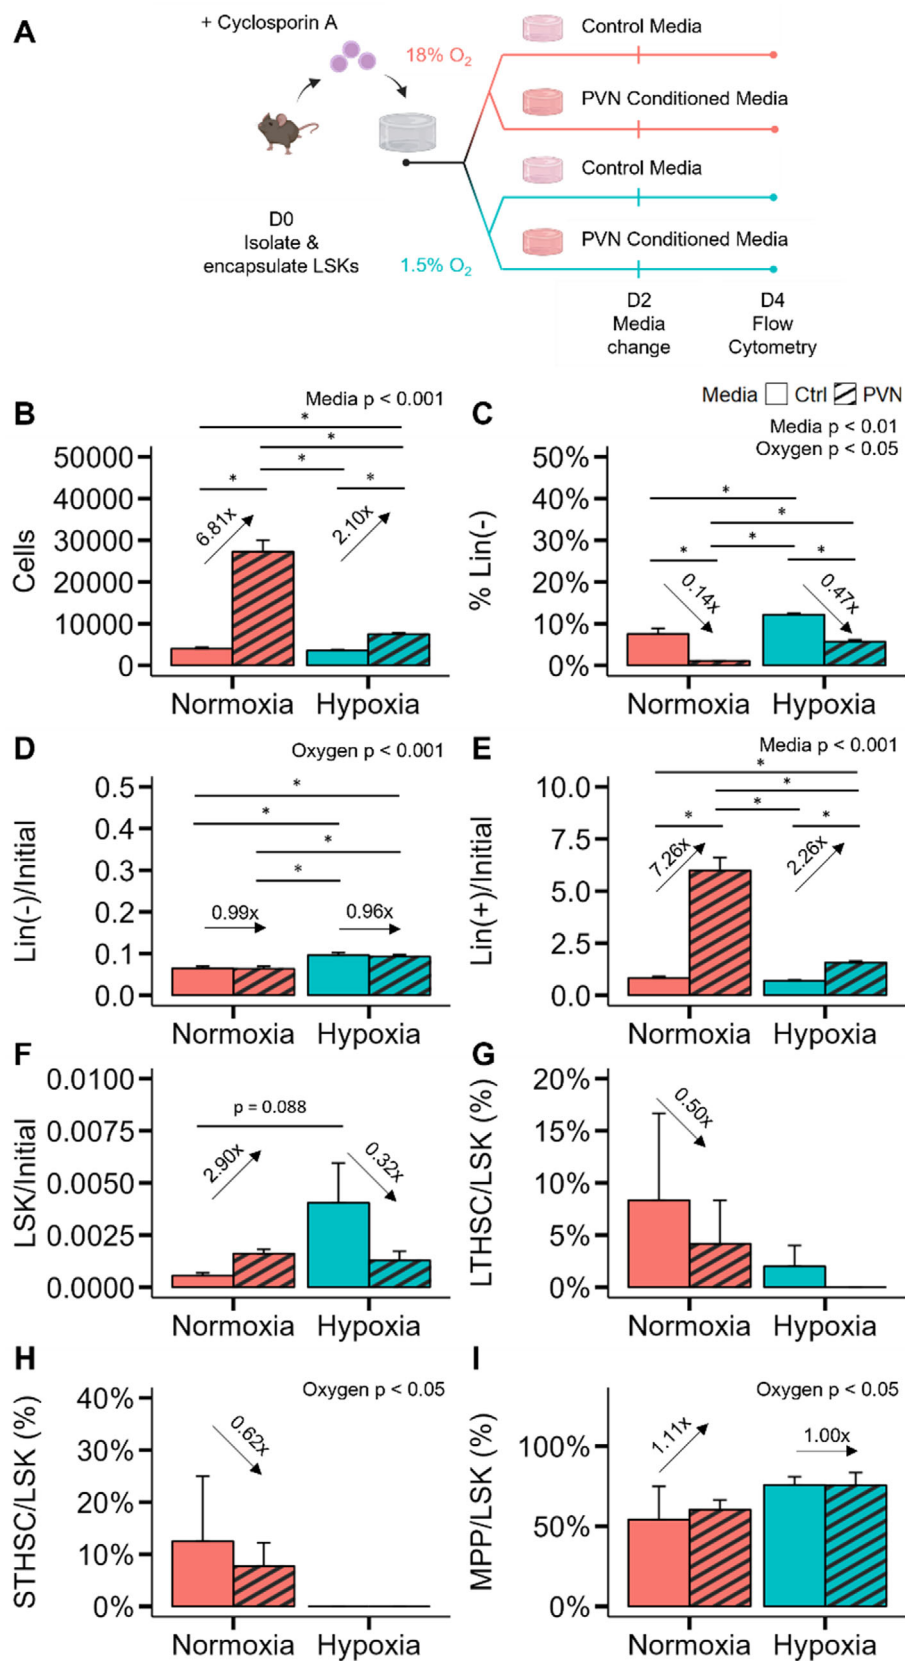 A
+ Cyclosporin A
18% O2
Control Media
PVN Conditioned Media
Control Media
PVN Conditioned Media
D0
Isolate &
encapsulate LSKs
1.5% O2
D2
Media
change
D4
Flow
Cytometry
B
Media p < 0.001
Cells
50000
40000
30000
20000
10000
0
*
*
*
*
*
6.81x
2.10x
Normoxia
Hypoxia
Media Ctrl PVN
C
Media p < 0.01
Oxygen p < 0.05
% Lin(-)
50%
40%
30%
20%
10%
0%
*
*
*
*
*
0.14x
0.47x
Normoxia
Hypoxia
D
Oxygen p < 0.001
Lin(-)/Initial
0.5
0.4
0.3
0.2
0.1
0.0
*
*
*
*
0.99x
0.96x
Normoxia
Hypoxia
E
Media p < 0.001
Lin(+)/Initial
10.0
7.5
5.0
2.5
0.0
*
*
*
*
*
7.26x
2.26x
Normoxia
Hypoxia
F
LSK/Initial
0.0100
0.0075
0.0050
0.0025
0.0000
p = 0.088
2.90x
0.32x
Normoxia
Hypoxia
G
LTHSC/LSK (%)
20%
15%
10%
5%
0%
0.50x
Normoxia
Hypoxia
H
Oxygen p < 0.05
STHSC/LSK (%)
40%
30%
20%
10%
0%
0.62x
Normoxia
Hypoxia
I
Oxygen p < 0.05
MPP/LSK (%)
100%
50%
0%
1.11x
1.00x
Normoxia
Hypoxia